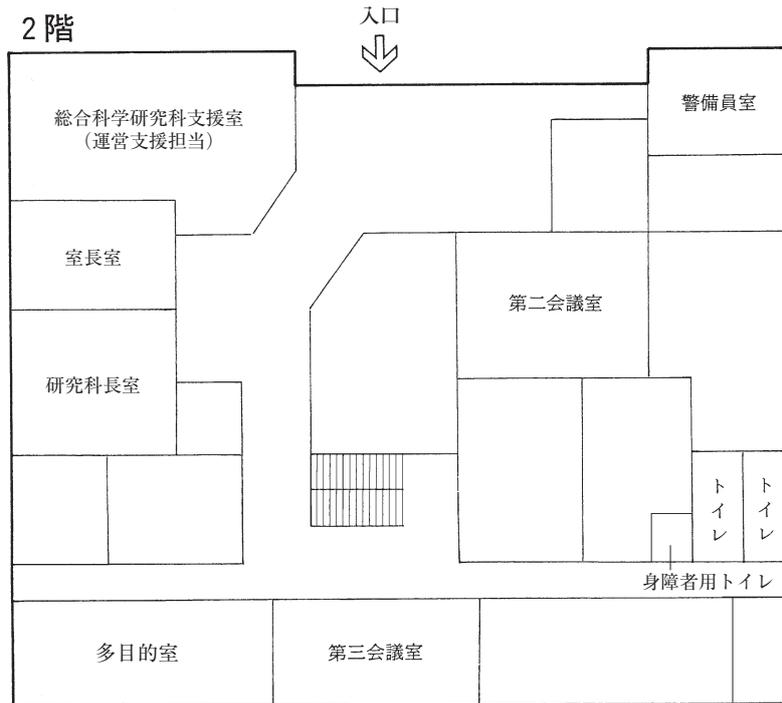 2階
入口
総合科学研究科支援室
（運営支援担当）
警備員室
室長室
第二会議室
研究科長室
トイレ
トイレ
身障者用トイレ
多目的室
第三会議室